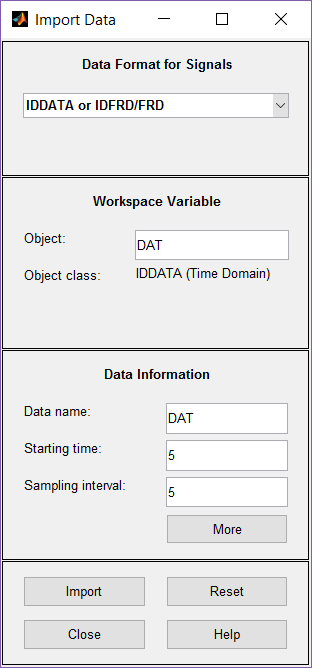 Import Data
Data Format for Signals
IDDATA or IDFRD/FRD
Workspace Variable
Object: DAT
Object class: IDDATA (Time Domain)
Data Information
Data name: DAT
Starting time: 5
Sampling interval: 5
More
Import Reset
Close Help